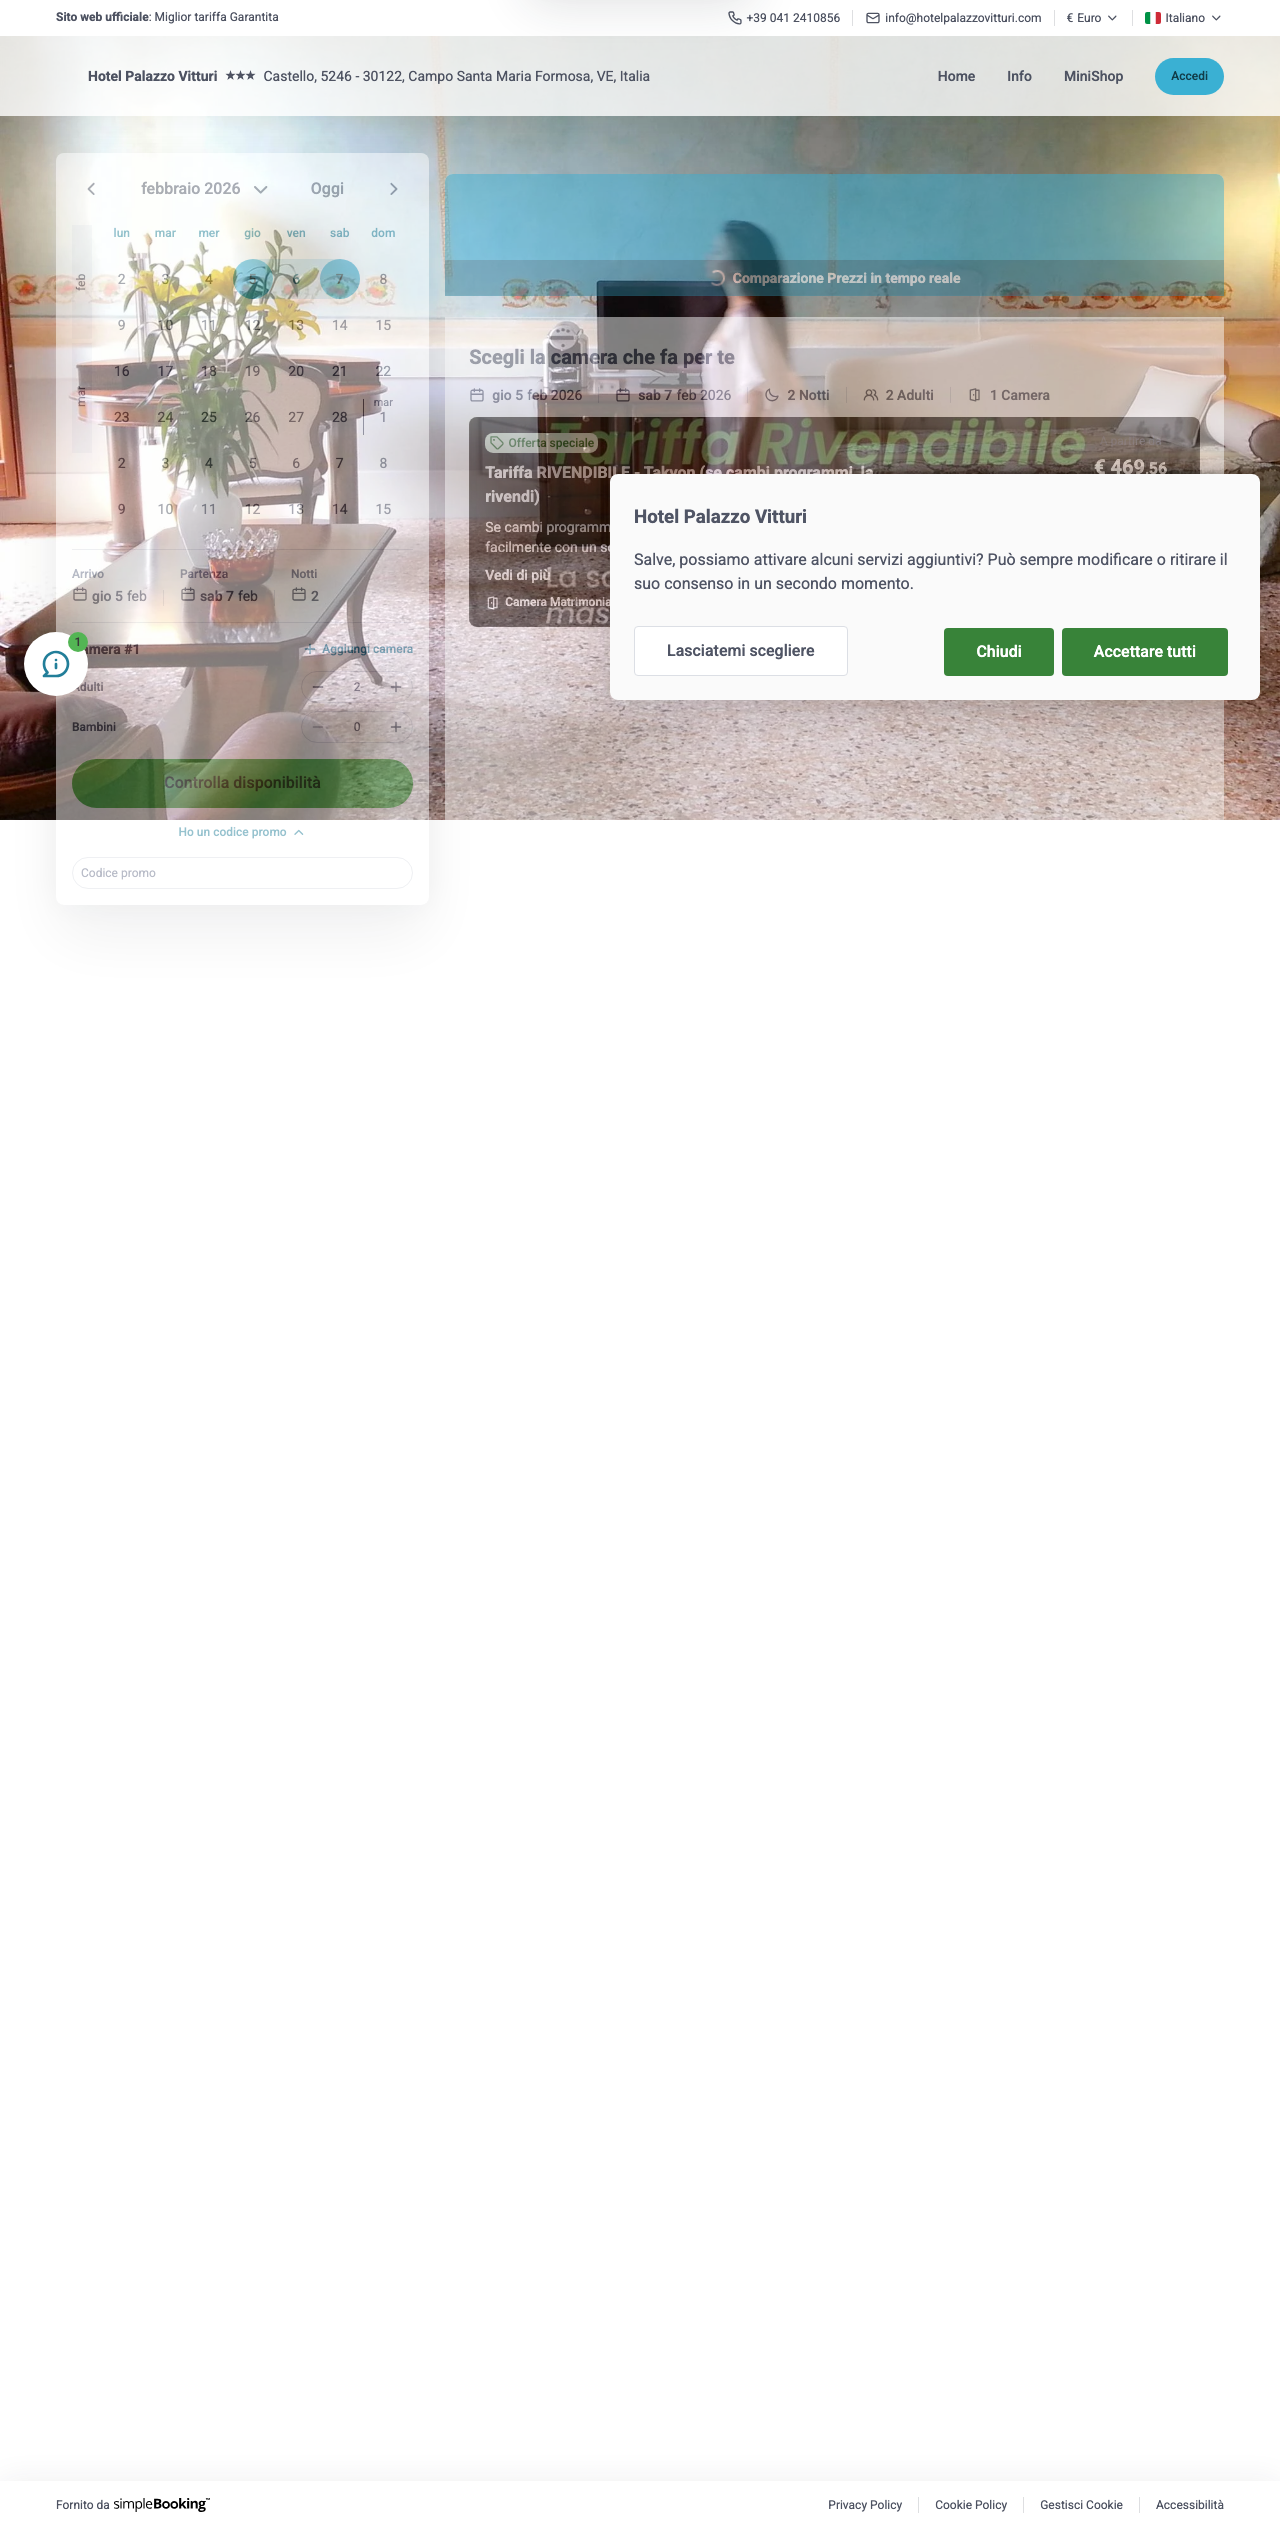 Sito web ufficiale: Miglior tariffa Garantita
+39 041 2410856
info@hotelpalazzovitturi.com
€ Euro
Italiano
Hotel Palazzo Vitturi ★★★ Castello, 5246 - 30122, Campo Santa Maria Formosa, VE, Italia
Home
Info
MiniShop
Accedi
febbraio 2026
Oggi
lun mar mer gio ven sab dom
feb
2 3 4 5 6 7 8
9 10 11 12 13 14 15
mar
16 17 18 19 20 21 22
mar
23 24 25 26 27 28 1
2 3 4 5 6 7 8
9 10 11 12 13 14 15
Arrivo
Partenza
Notti
gio 5 feb
sab 7 feb
2
Camera #1
Aggiungi camera
1
Adulti
2
Bambini
0
Controlla disponibilità
Ho un codice promo
Codice promo
Comparazione Prezzi in tempo reale
Scegli la camera che fa per te
gio 5 feb 2026
sab 7 feb 2026
2 Notti
2 Adulti
1 Camera
Tariffa Rivendibile
Offerta speciale
Tariffa RIVENDIBILE - Takyon (se cambi programmi, la
rivendi)
€ 469,56
Se cambi programm
facilmente con un
Vedi di più
La
Camera Matrimonia
Hotel Palazzo Vitturi
Salve, possiamo attivare alcuni servizi aggiuntivi? Può sempre modificare o ritirare il
suo consenso in un secondo momento.
Lasciatemi scegliere
Chiudi
Accettare tutti
Fornito da simpleBooking
Privacy Policy
Cookie Policy
Gestisci Cookie
Accessibilità